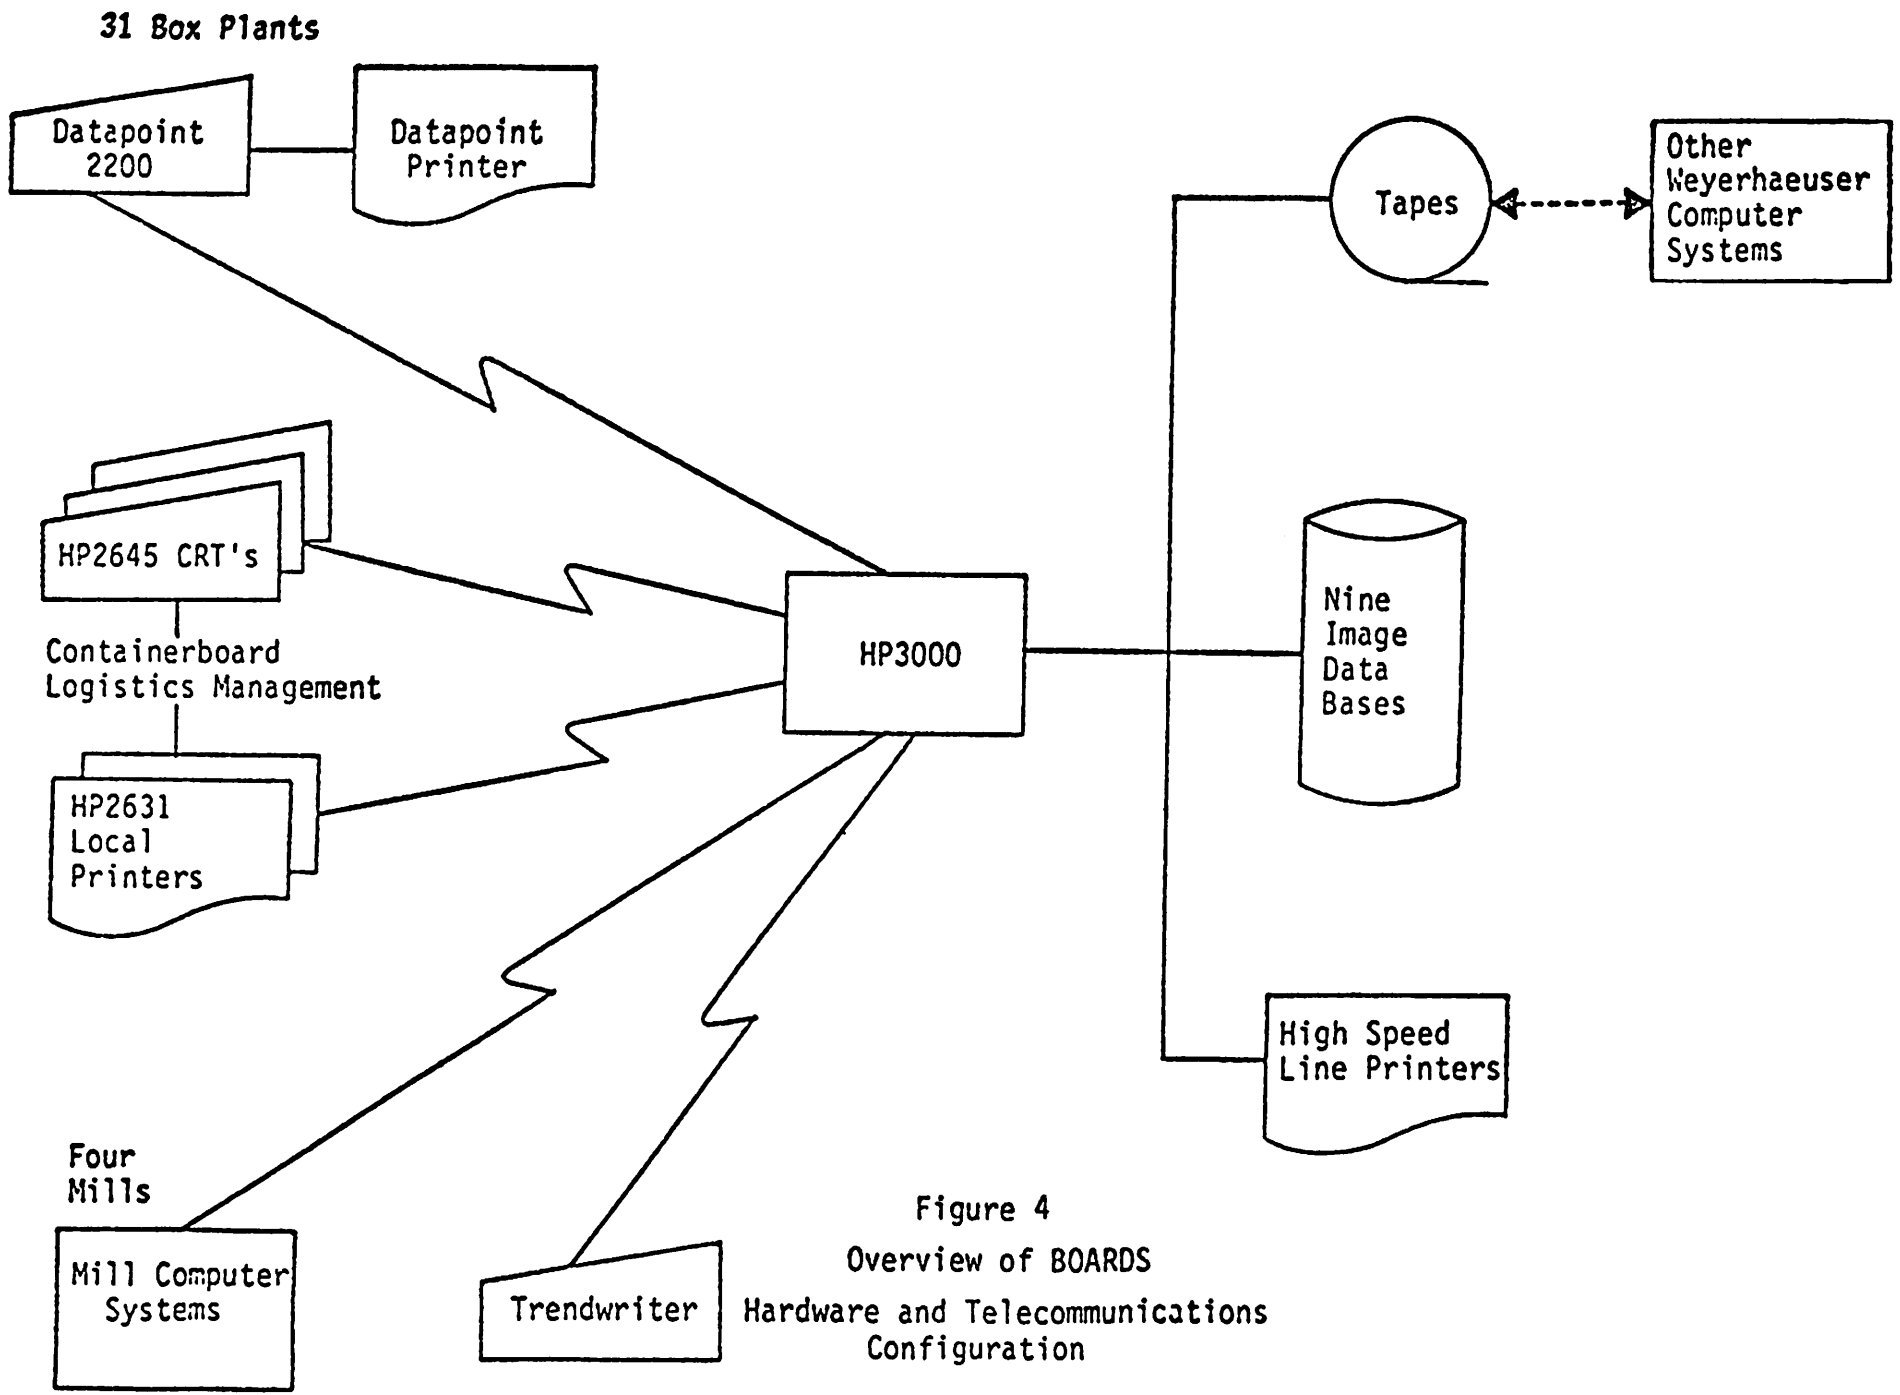 31 Box Plants
Datapoint
2200
Datapoint
Printer
Tapes
Other
Weyerhaeuser
Computer
Systems
HP2645 CRT's
Containerboard
Logistics Management
HP2631
Local
Printers
HP3000
Nine
Image
Data
Bases
High Speed
Line Printers
Four
Mills
Mill Computer
Systems
Trendwriter
Figure 4
Overview of BOARDS
Hardware and Telecommunications
Configuration